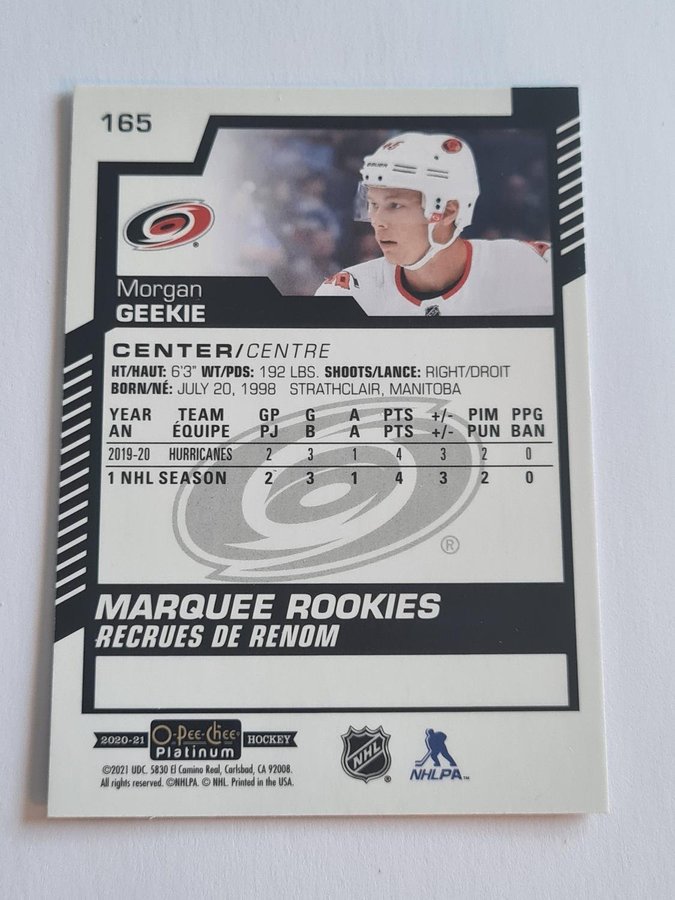 165
Morgan
GEEKIE
CENTER/CENTRE
HT/HAUT: 6'3" WT/PDS: 192 LBS. SHOOTS/LANCE: RIGHT/DROIT
BORN/NÉ: JULY 20, 1998 STRATHCLAIR, MANITOBA
YEAR TEAM GP G A PTS +/- PIM PPG
AN ÉQUIPE PJ B A PTS +/- PUN BAN
2019-20 HURRICANES 2 3 1 4 3 2 0
1 NHL SEASON 2 3 1 4 3 2 0
®
MARQUEE ROOKIES
RECRUES DE RENOM
2020-21 O-Pee-Chee Platinum HOCKEY
NHL ®
NHLPA™
©2021 UDC. 5830 El Camino Real, Carlsbad, CA 92008.
All rights reserved. ©NHLPA. © NHL. Printed in the USA.